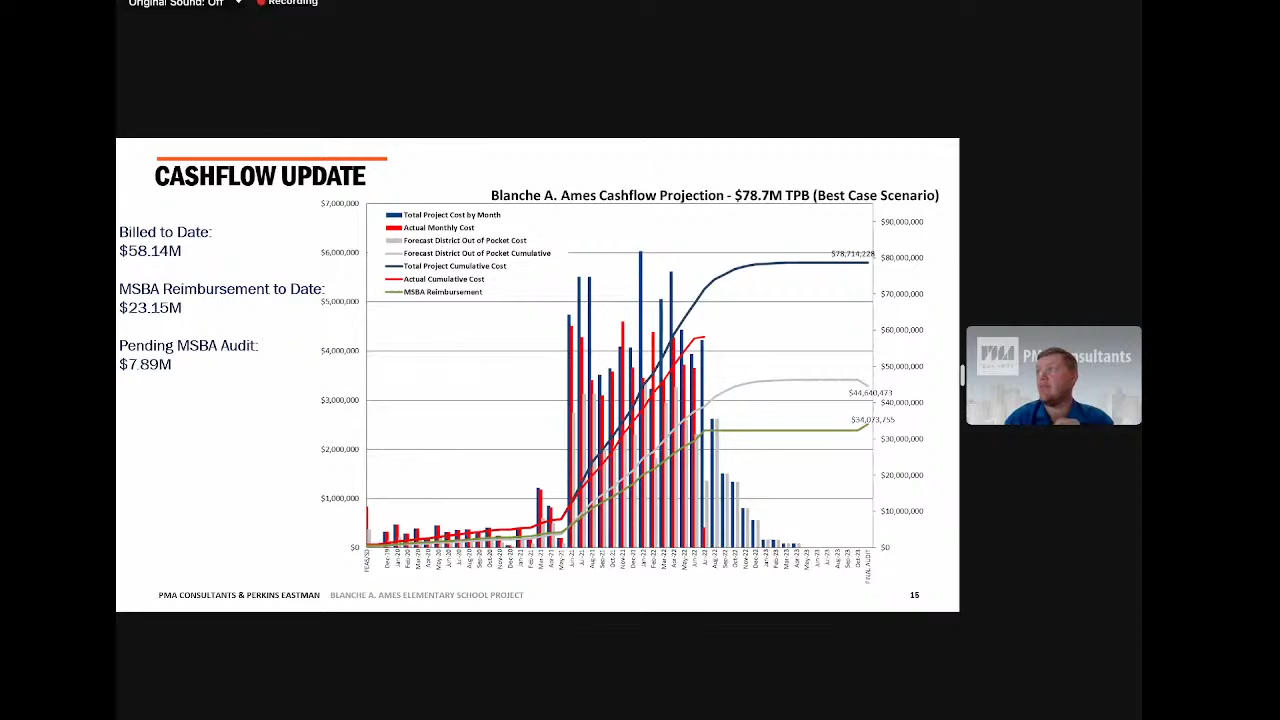 Original Sound: Off
Recording
CASHFLOW UPDATE
Billed to Date:
$58.14M
MSBA Reimbursement to Date:
$23.15M
Pending MSBA Audit:
$7.89M
Blanche A. Ames Cashflow Projection - $78.7M TPB (Best Case Scenario)
$7,000,000
$6,000,000
$5,000,000
$4,000,000
$3,000,000
$2,000,000
$1,000,000
$0
Total Project Cost by Month
Actual Monthly Cost
Forecast District Out of Pocket Cost
Forecast District Out of Pocket Cumulative
Total Project Cumulative Cost
Actual Cumulative Cost
MSBA Reimbursement
$78,714,228
$44,640,473
$34,073,755
$90,000,000
$80,000,000
$70,000,000
$60,000,000
$50,000,000
$40,000,000
$30,000,000
$20,000,000
$10,000,000
$0
FINAL AUDIT
PMA CONSULTANTS & PERKINS EASTMAN BLANCHE A. AMES ELEMENTARY SCHOOL PROJECT
15